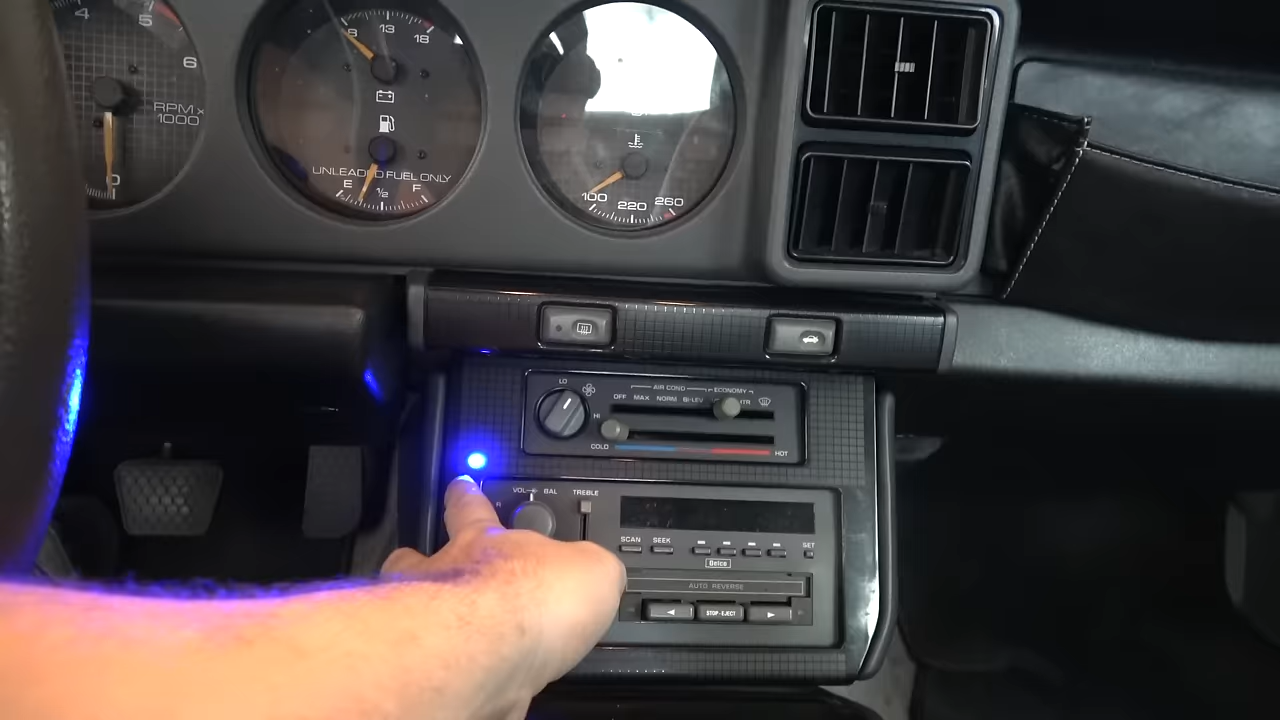 4 5 6
RPM x
1000
0
8 13 18
UNLEADED FUEL ONLY
E 1/2 F
100 220 260
LO
HI
AIR COND ECONOMY
OFF MAX NORM BI-LEV
COLD HOT
VOL BAL TREBLE
R
SCAN SEEK SET
Delco
AUTO REVERSE
STOP·EJECT